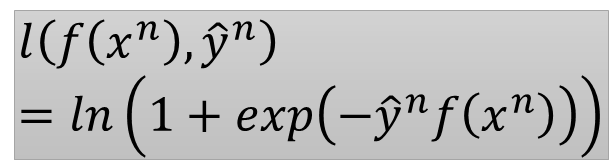 l(f(xⁿ), ŷⁿ)
= ln(1 + exp(−ŷⁿf(xⁿ)))